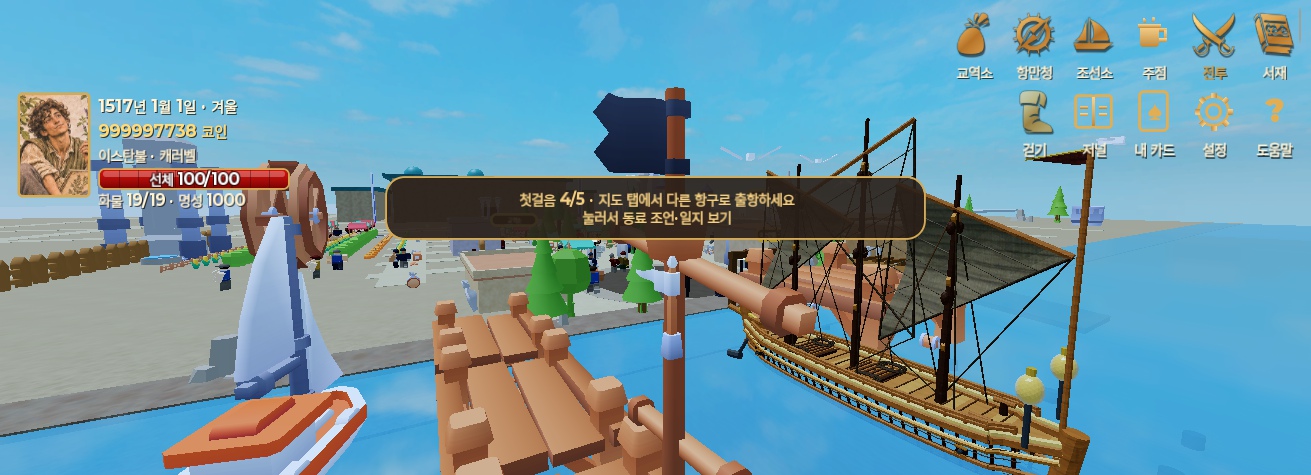 교역소 항만청 조선소 주점 전투 서재
걷기 저널 내 카드 설정 도움말
1517년 1월 1일 · 겨울
999997738 코인
이스탄불 · 캐러벨
선체 100/100
화물 19/19 · 명성 1000
첫걸음 4/5 · 지도 탭에서 다른 항구로 출항하세요
눌러서 동료 조언·일지 보기